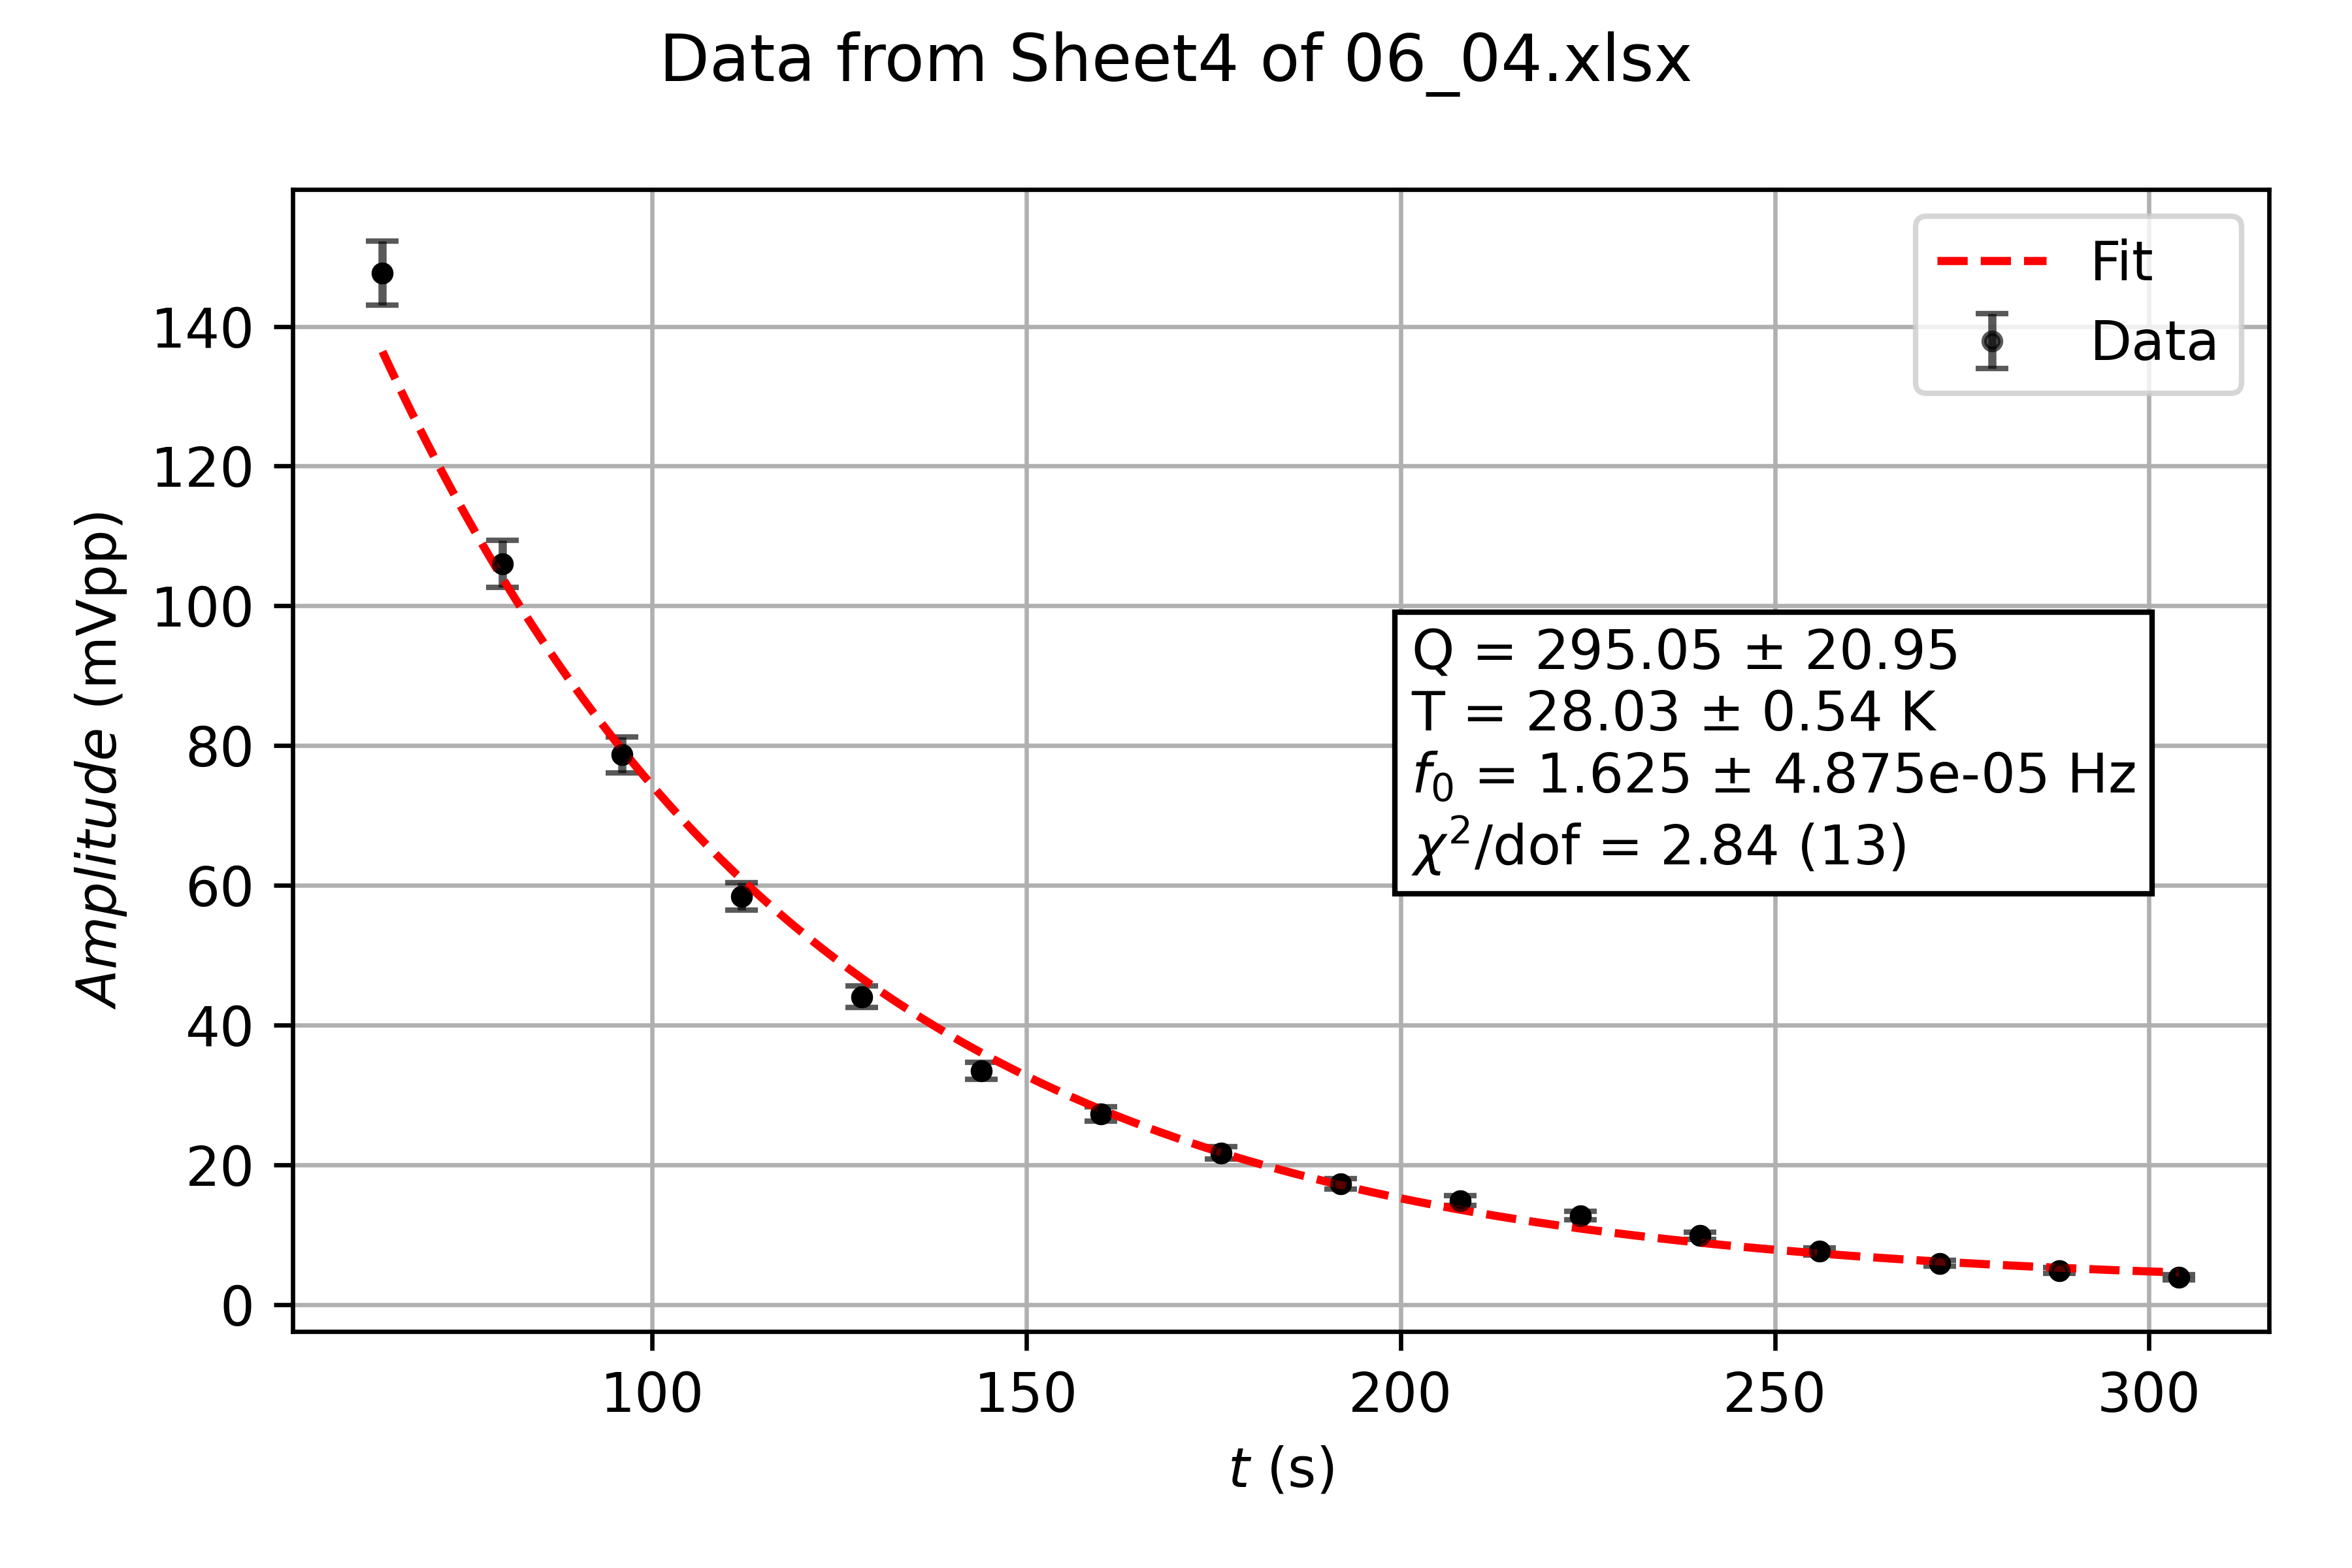 Data from Sheet4 of 06_04.xlsx
Amplitude (mVpp)
140
120
100
80
60
40
20
0
Fit
Data
Q = 295.05 ± 20.95
T = 28.03 ± 0.54 K
f₀ = 1.625 ± 4.875e-05 Hz
χ²/dof = 2.84 (13)
100 150 200 250 300
t (s)